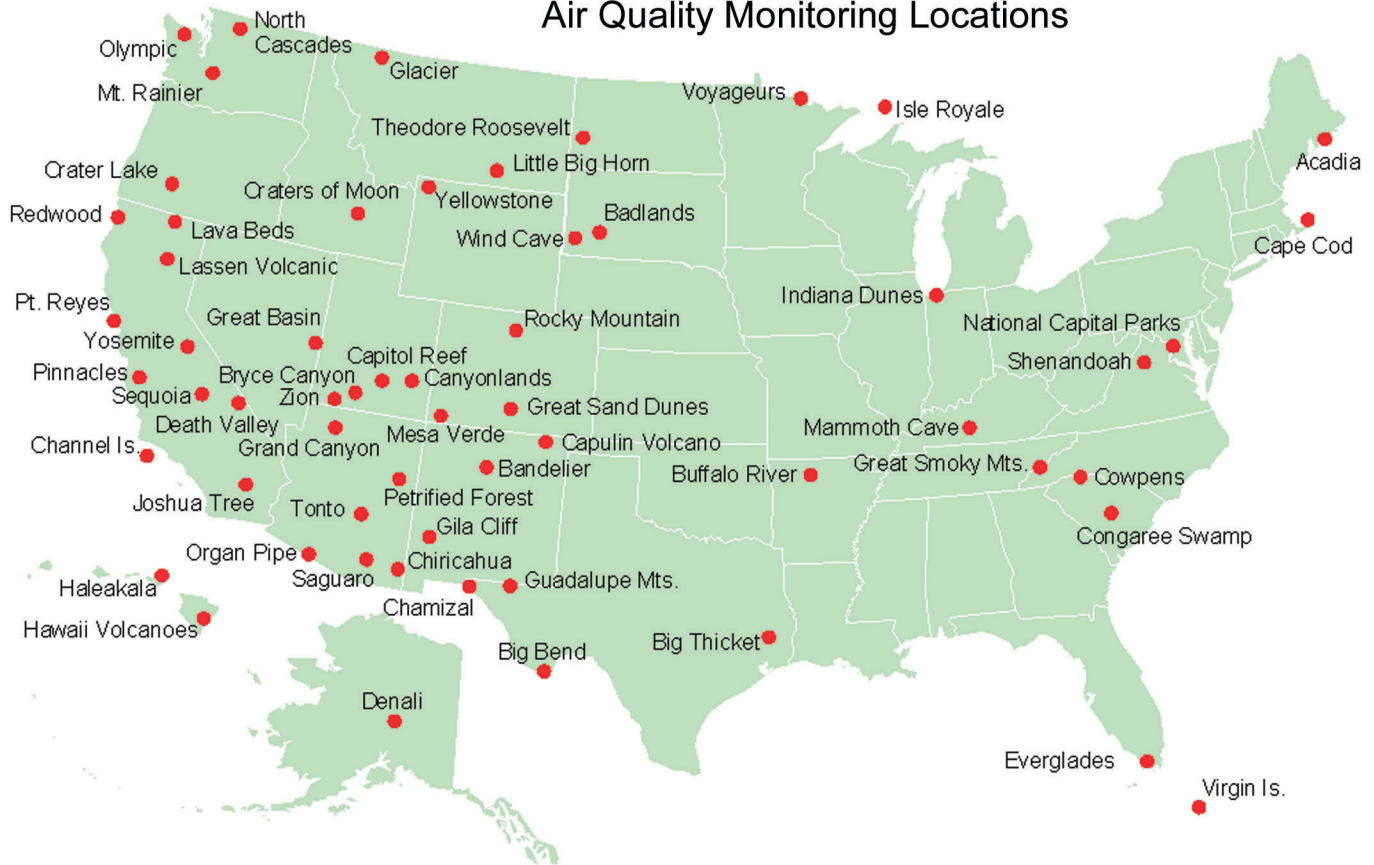 Air Quality Monitoring Locations
North
Cascades
Olympic
Glacier
Mt. Rainier
Voyageurs
Isle Royale
Theodore Roosevelt
Little Big Horn
Acadia
Crater Lake
Craters of Moon
Yellowstone
Redwood
Badlands
Lava Beds
Wind Cave
Cape Cod
Lassen Volcanic
Indiana Dunes
Pt. Reyes
Great Basin
Rocky Mountain
National Capital Parks
Yosemite
Capitol Reef
Shenandoah
Pinnacles
Bryce Canyon
Canyonlands
Sequoia
Zion
Great Sand Dunes
Death Valley
Mesa Verde
Mammoth Cave
Channel Is.
Grand Canyon
Capulin Volcano
Bandelier
Buffalo River
Great Smoky Mts.
Cowpens
Joshua Tree
Petrified Forest
Tonto
Gila Cliff
Congaree Swamp
Organ Pipe
Chiricahua
Saguaro
Guadalupe Mts.
Haleakala
Chamizal
Hawaii Volcanoes
Big Bend
Big Thicket
Denali
Everglades
Virgin Is.